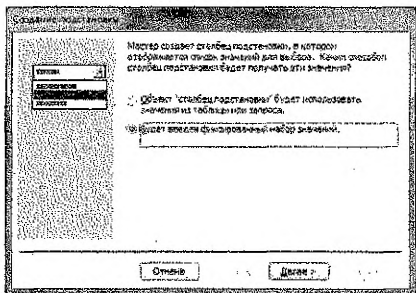 Создание подстановки
Мастер создает столбец подстановки, в котором
отображается список значений для выбора. Каким способом
столбец подстановки будет получать эти значения?
Объект "столбец подстановки" будет использовать
значения из таблицы или запроса.
Будет введен фиксированный набор значений.
Отмена
Далее >